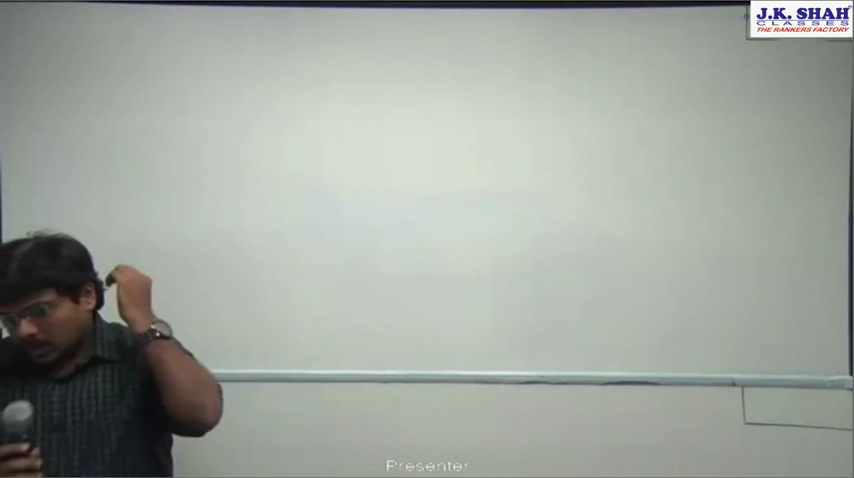 J.K. SHAH®
CLASSES
THE RANKERS FACTORY
Presenter